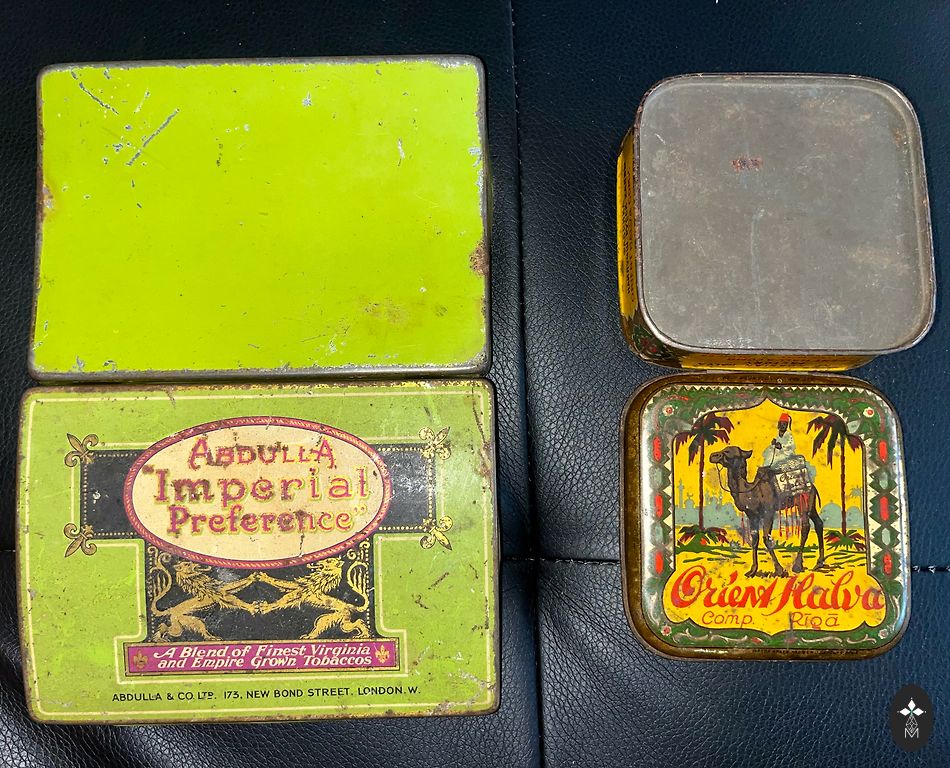 ABDULLA
"Imperial
Preference"
A Blend of Finest Virginia
and Empire Grown Tobaccos
ABDULLA & CO. LTD. 173, NEW BOND STREET, LONDON, W.
Orient Halva
Comp. Rīgā
M